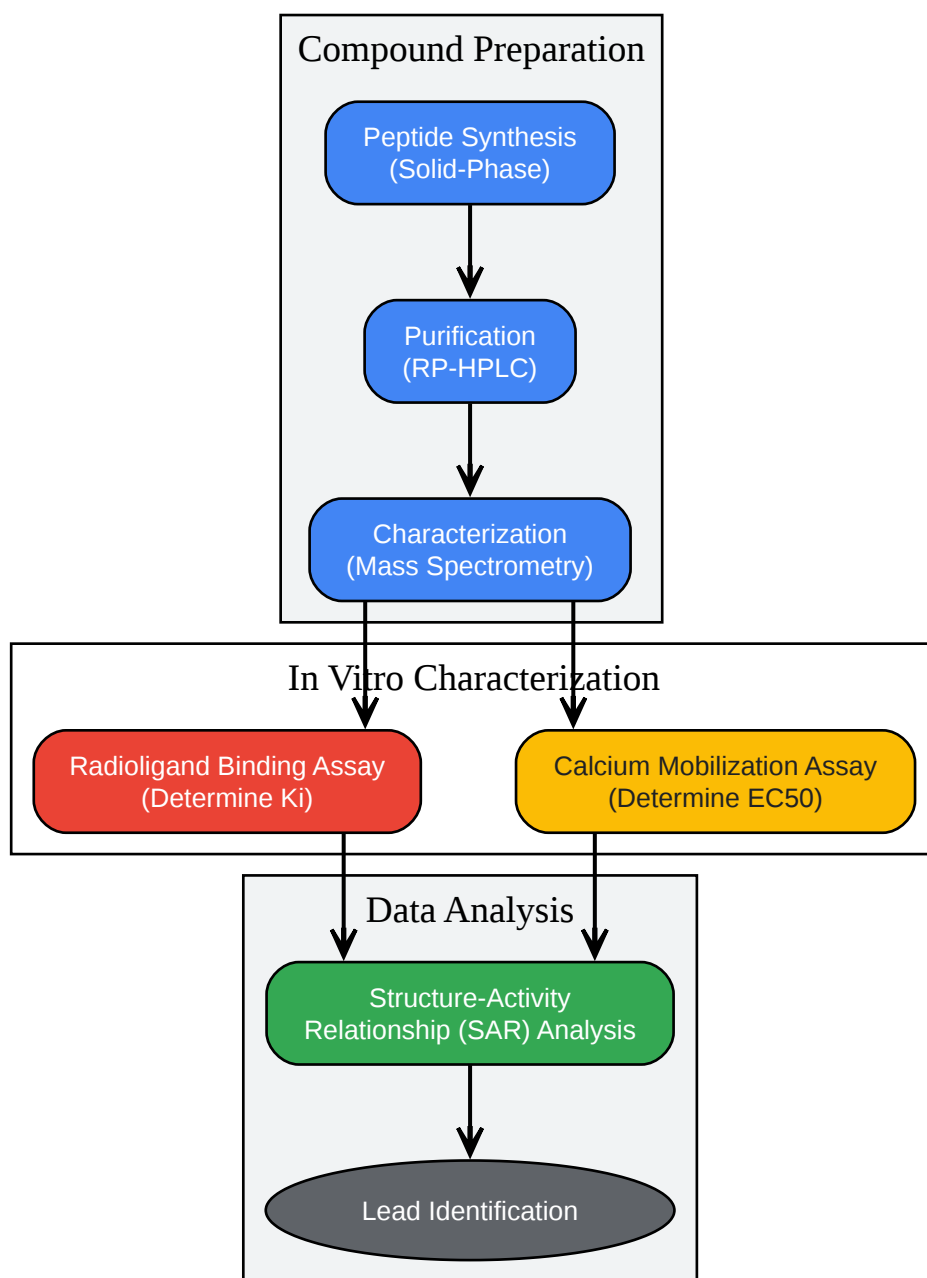 Compound Preparation
Peptide Synthesis
(Solid-Phase)
Purification
(RP-HPLC)
Characterization
(Mass Spectrometry)
In Vitro Characterization
Radioligand Binding Assay
(Determine Ki)
Calcium Mobilization Assay
(Determine EC50)
Data Analysis
Structure-Activity
Relationship (SAR) Analysis
Lead Identification